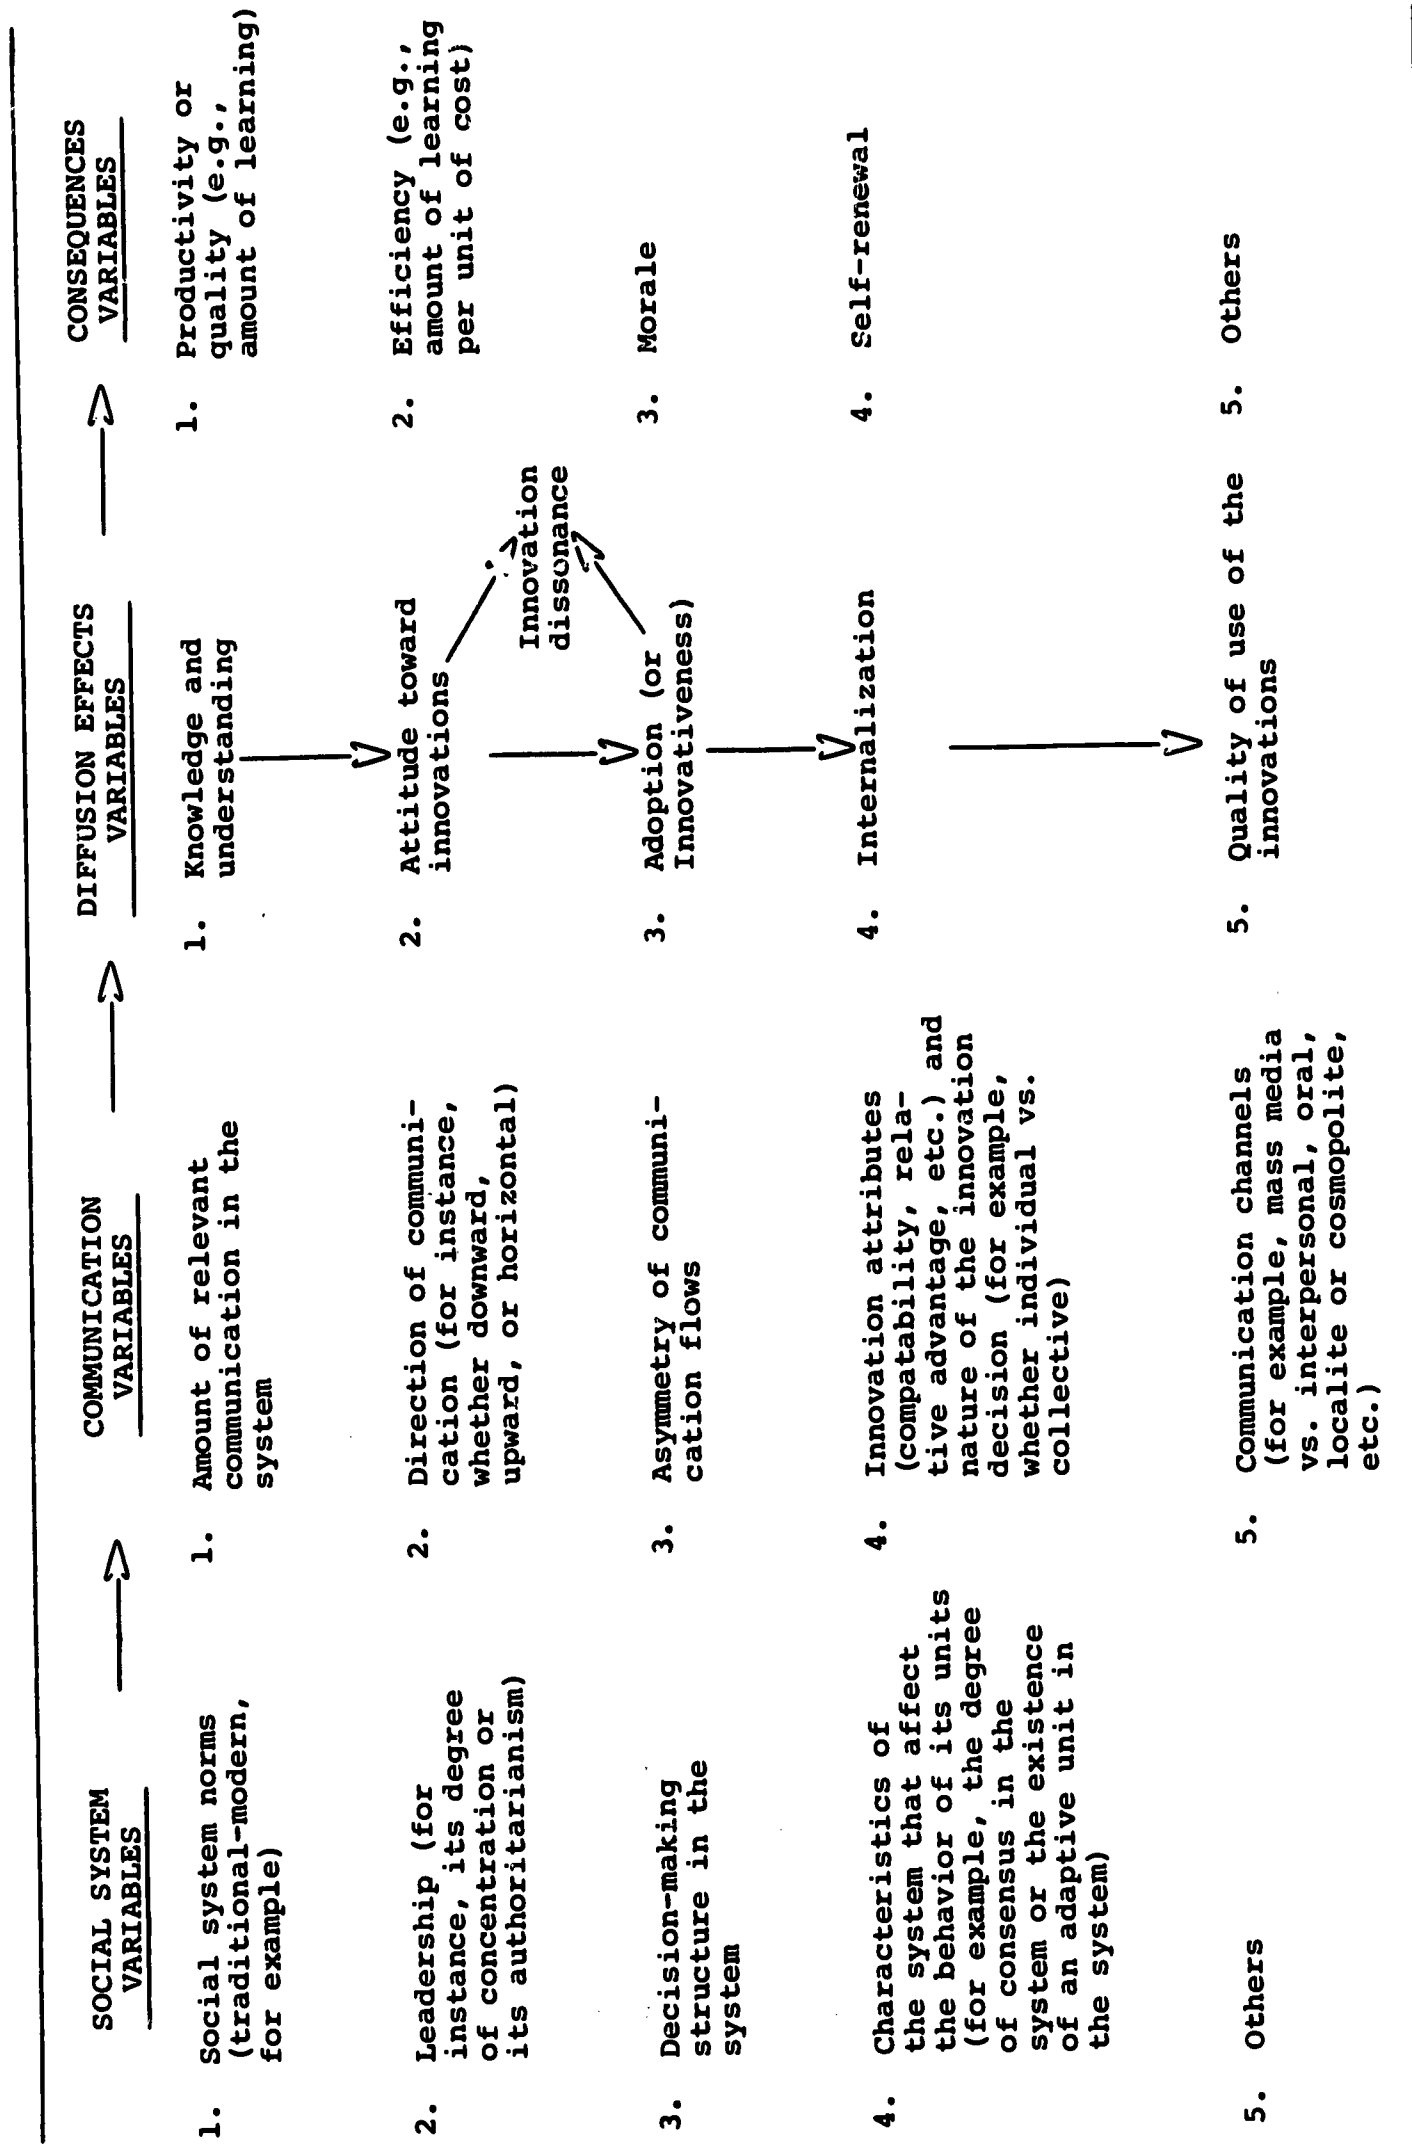 SOCIAL SYSTEM
VARIABLES
1. Social system norms
(traditional-modern,
for example)
2. Leadership (for
instance, its degree
of concentration or
its authoritarianism)
3. Decision-making
structure in the
system
4. Characteristics of
the system that affect
the behavior of its units
(for example, the degree
of consensus in the
system or the existence
of an adaptive unit in
the system)
5. Others
COMMUNICATION
VARIABLES
1. Amount of relevant
communication in the
system
2. Direction of communi-
cation (for instance,
whether downward,
upward, or horizontal)
3. Asymmetry of communi-
cation flows
4. Innovation attributes
(compatability, rela-
tive advantage, etc.) and
nature of the innovation
decision (for example,
whether individual vs.
collective)
5. Communication channels
(for example, mass media
vs. interpersonal, oral,
localite or cosmopolite,
etc.)
DIFFUSION EFFECTS
VARIABLES
1. Knowledge and
understanding
2. Attitude toward
innovations
Innovation
dissonance
3. Adoption (or
Innovativeness)
4. Internalization
5. Quality of use of the
innovations
CONSEQUENCES
VARIABLES
1. Productivity or
quality (e.g.,
amount of learning)
2. Efficiency (e.g.,
amount of learning
per unit of cost)
3. Morale
4. Self-renewal
5. Others